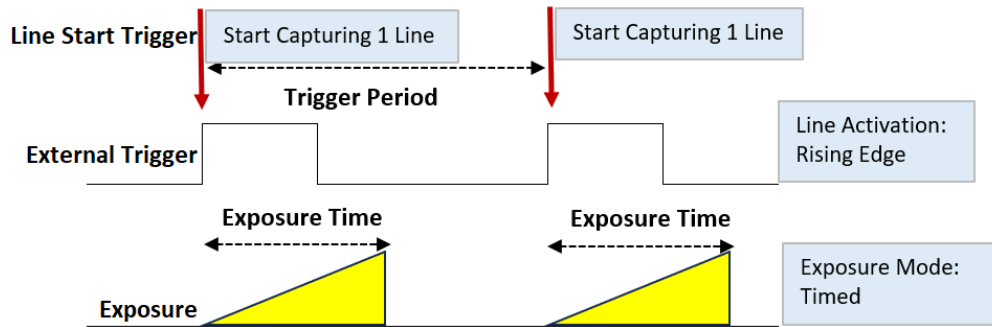 Line Start Trigger
Start Capturing 1 Line
Start Capturing 1 Line
Trigger Period
External Trigger
Line Activation:
Rising Edge
Exposure Time
Exposure Time
Exposure
Exposure Mode:
Timed